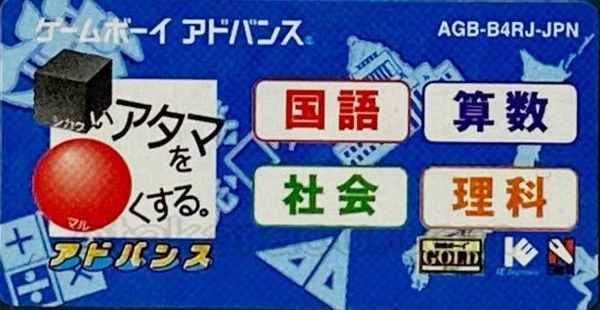 ゲームボーイ アドバンス
AGB-B4RJ-JPN
シカクいアタマを
マルくする。
アドバンス
国語
算数
社会
理科
GOLD